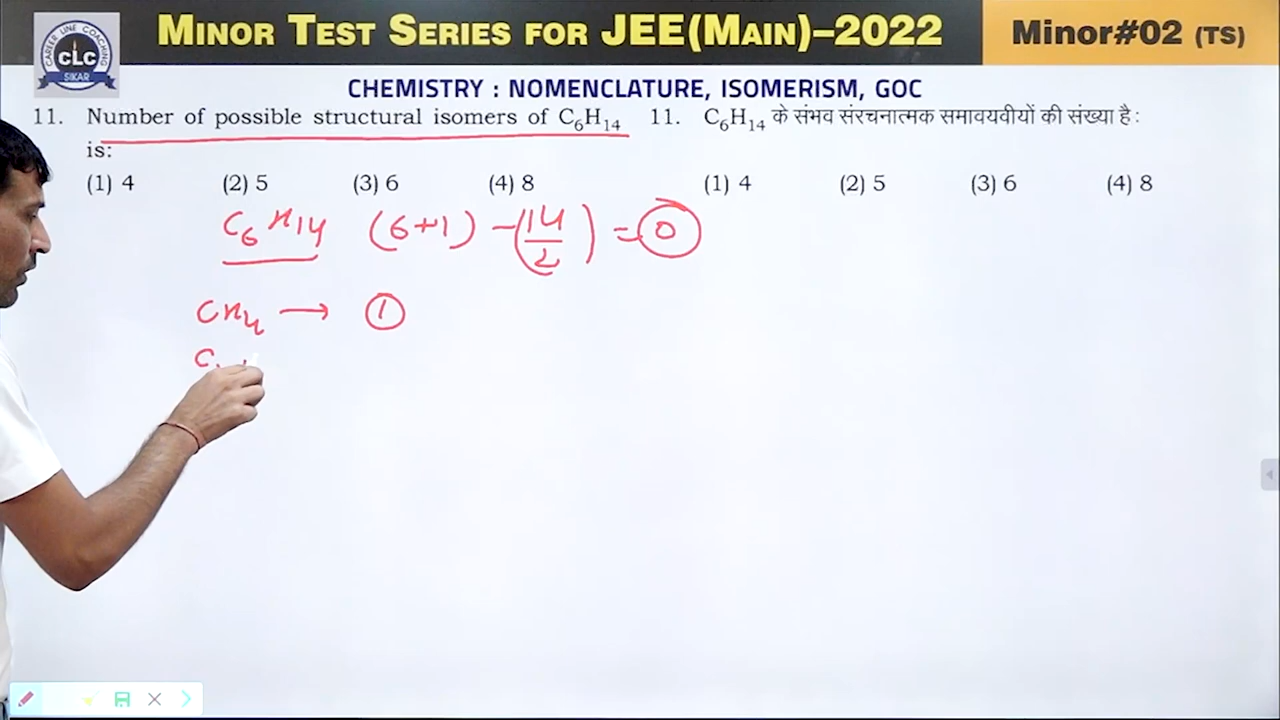 CAREER LINE COACHING
CLC
SIKAR
MINOR TEST SERIES FOR JEE(MAIN)–2022
Minor#02 (TS)
CHEMISTRY : NOMENCLATURE, ISOMERISM, GOC
11. Number of possible structural isomers of C₆H₁₄ is:
(1) 4 (2) 5 (3) 6 (4) 8
11. C₆H₁₄ के संभव संरचनात्मक समावयवीयों की संख्या है :
(1) 4 (2) 5 (3) 6 (4) 8
C₆H₁₄ (6+1) – (14/2) = 0
CH₄ → 1
C